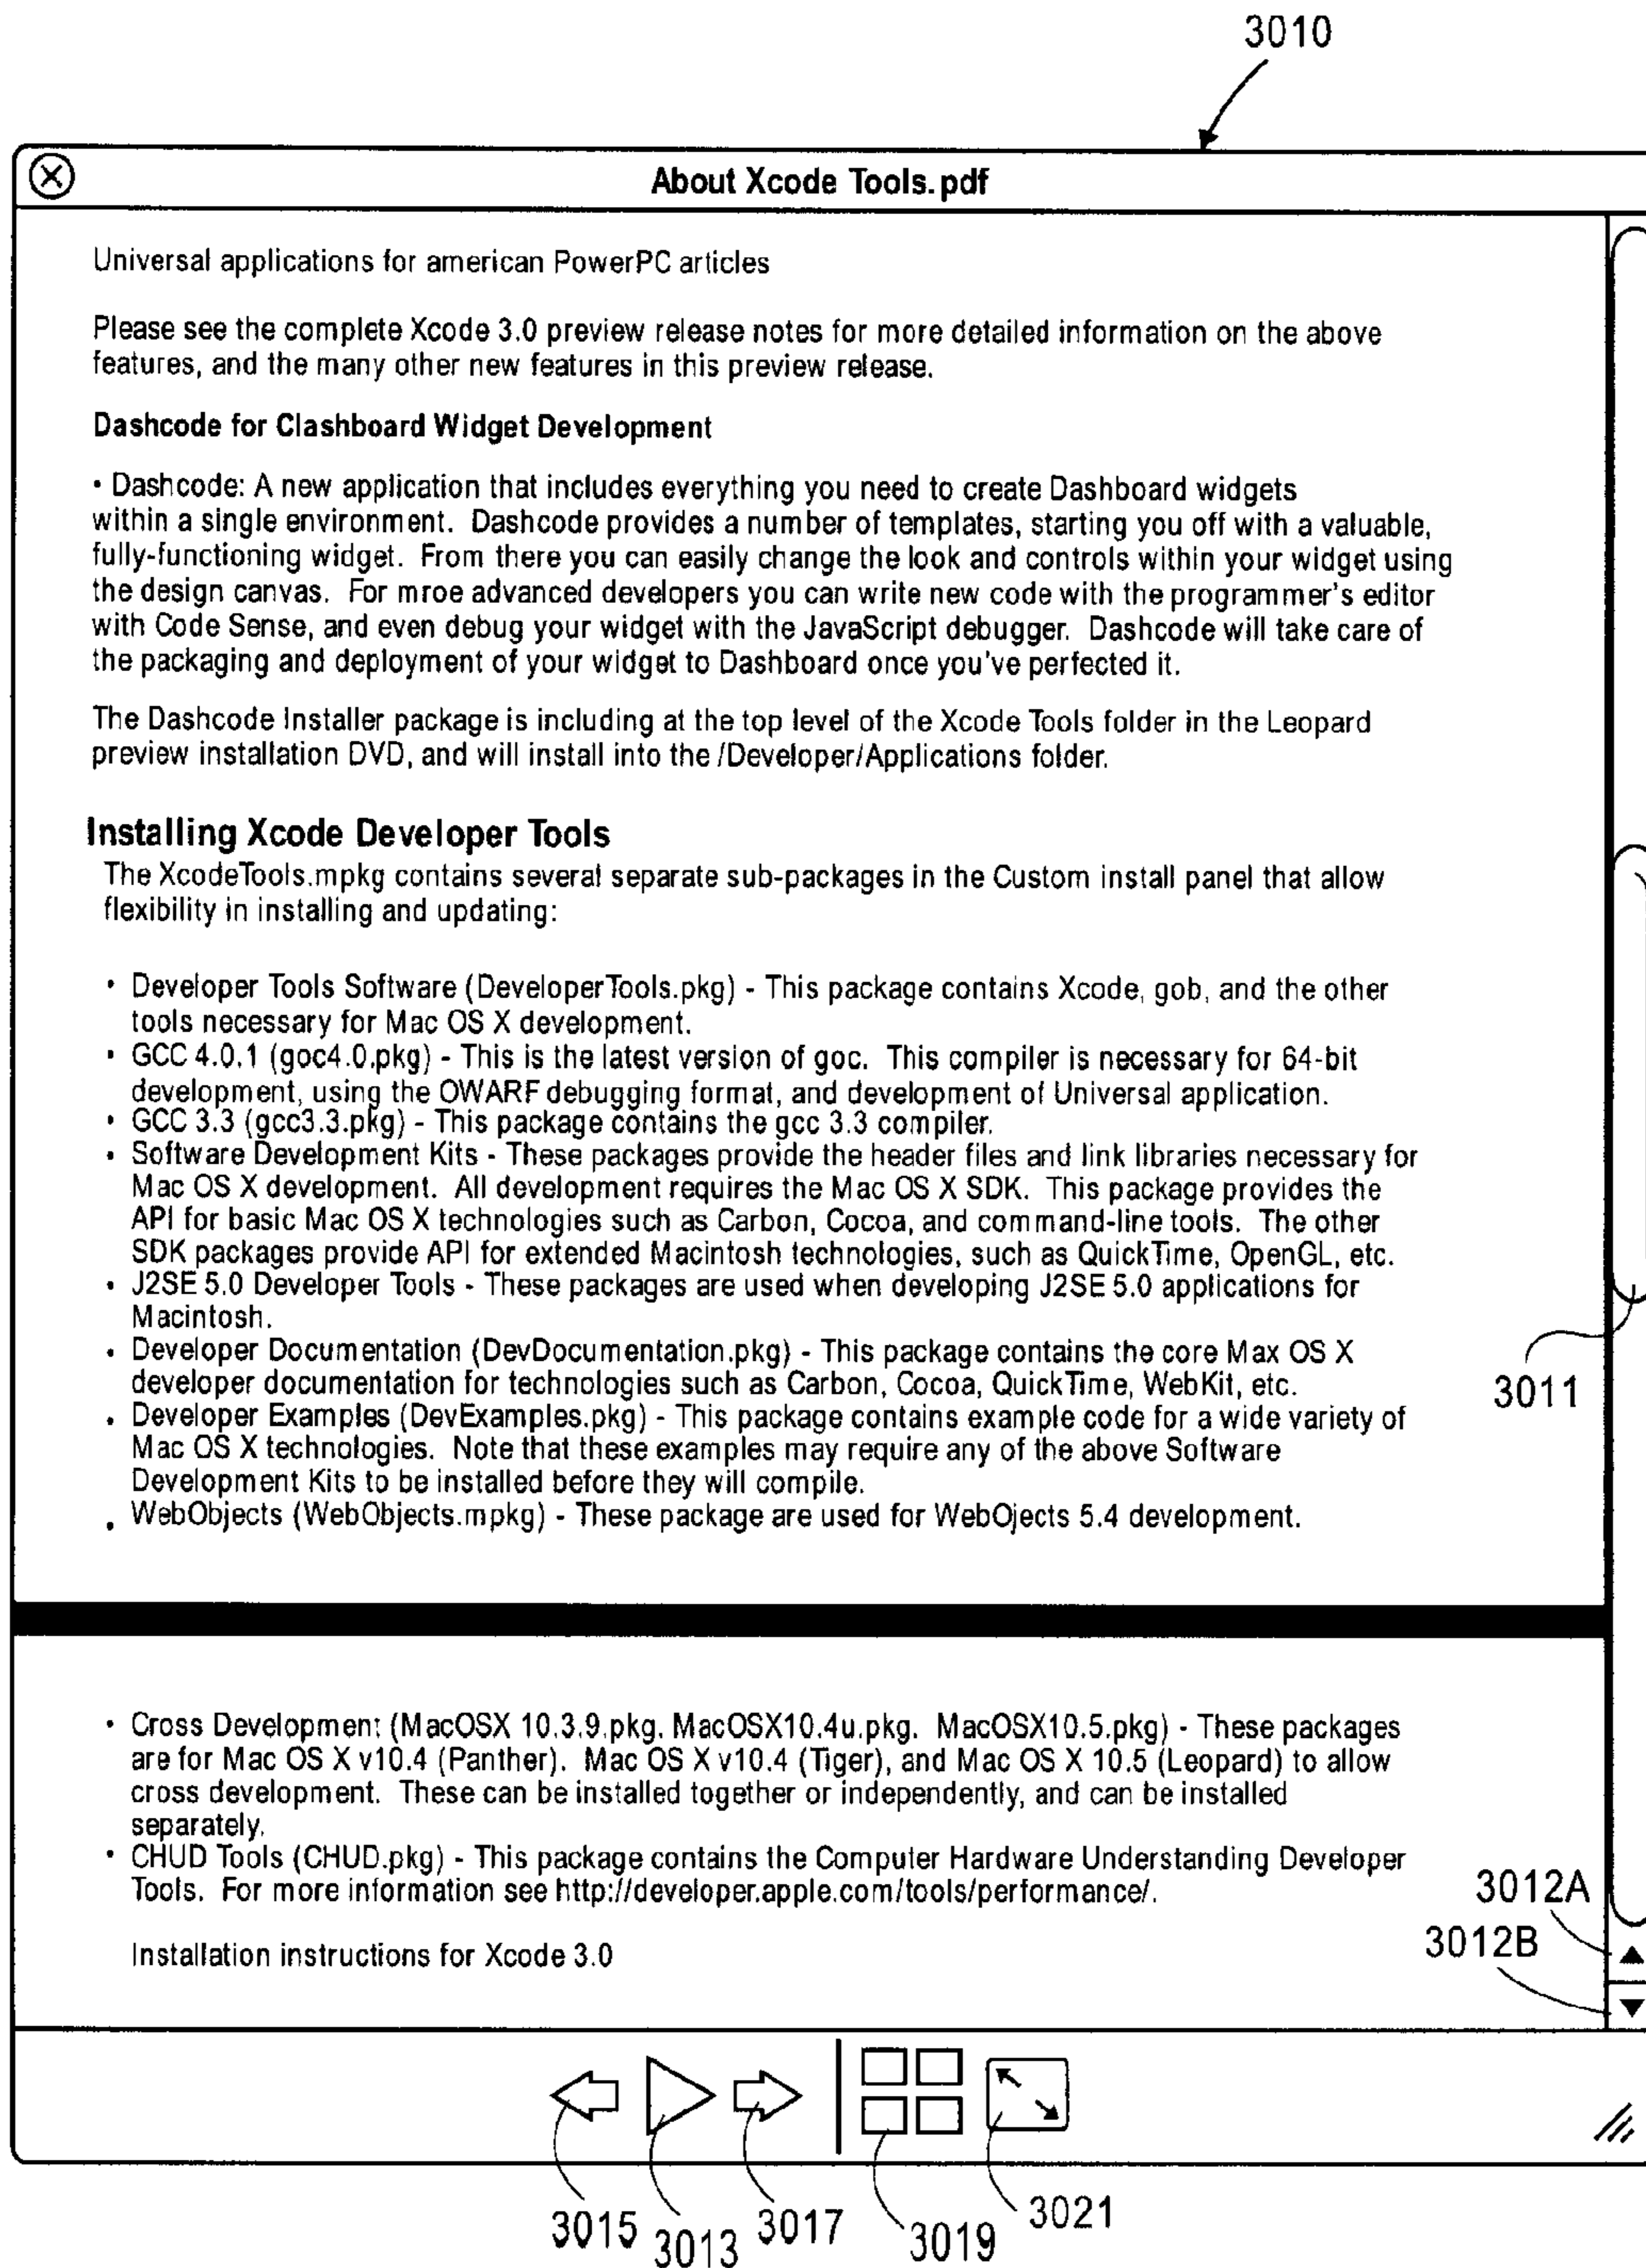 3010
About Xcode Tools.pdf
Universal applications for american PowerPC articles
Please see the complete Xcode 3.0 preview release notes for more detailed information on the above
features, and the many other new features in this preview release.
Dashcode for Clashboard Widget Development
• Dashcode: A new application that includes everything you need to create Dashboard widgets
within a single environment. Dashcode provides a number of templates, starting you off with a valuable,
fully-functioning widget. From there you can easily change the look and controls within your widget using
the design canvas. For mroe advanced developers you can write new code with the programmer's editor
with Code Sense, and even debug your widget with the JavaScript debugger. Dashcode will take care of
the packaging and deployment of your widget to Dashboard once you've perfected it.
The Dashcode Installer package is including at the top level of the Xcode Tools folder in the Leopard
preview installation DVD, and will install into the /Developer/Applications folder.
Installing Xcode Developer Tools
The XcodeTools.mpkg contains several separate sub-packages in the Custom install panel that allow
flexibility in installing and updating:
• Developer Tools Software (DeveloperTools.pkg) - This package contains Xcode, gob, and the other
tools necessary for Mac OS X development.
• GCC 4.0.1 (goc4.0.pkg) - This is the latest version of goc. This compiler is necessary for 64-bit
development, using the OWARF debugging format, and development of Universal application.
• GCC 3.3 (gcc3.3.pkg) - This package contains the gcc 3.3 compiler.
• Software Development Kits - These packages provide the header files and link libraries necessary for
Mac OS X development. All development requires the Mac OS X SDK. This package provides the
API for basic Mac OS X technologies such as Carbon, Cocoa, and command-line tools. The other
SDK packages provide API for extended Macintosh technologies, such as QuickTime, OpenGL, etc.
• J2SE 5.0 Developer Tools - These packages are used when developing J2SE 5.0 applications for
Macintosh.
• Developer Documentation (DevDocumentation.pkg) - This package contains the core Max OS X
developer documentation for technologies such as Carbon, Cocoa, QuickTime, WebKit, etc.
3011
• Developer Examples (DevExamples.pkg) - This package contains example code for a wide variety of
Mac OS X technologies. Note that these examples may require any of the above Software
Development Kits to be installed before they will compile.
• WebObjects (WebObjects.mpkg) - These package are used for WebOjects 5.4 development.
• Cross Development (MacOSX 10.3.9.pkg. MacOSX10.4u.pkg. MacOSX10.5.pkg) - These packages
are for Mac OS X v10.4 (Panther). Mac OS X v10.4 (Tiger), and Mac OS X 10.5 (Leopard) to allow
cross development. These can be installed together or independently, and can be installed
separately.
• CHUD Tools (CHUD.pkg) - This package contains the Computer Hardware Understanding Developer
Tools. For more information see http://developer.apple.com/tools/performance/.
3012A
3012B
Installation instructions for Xcode 3.0
3015
3013
3017
3019
3021